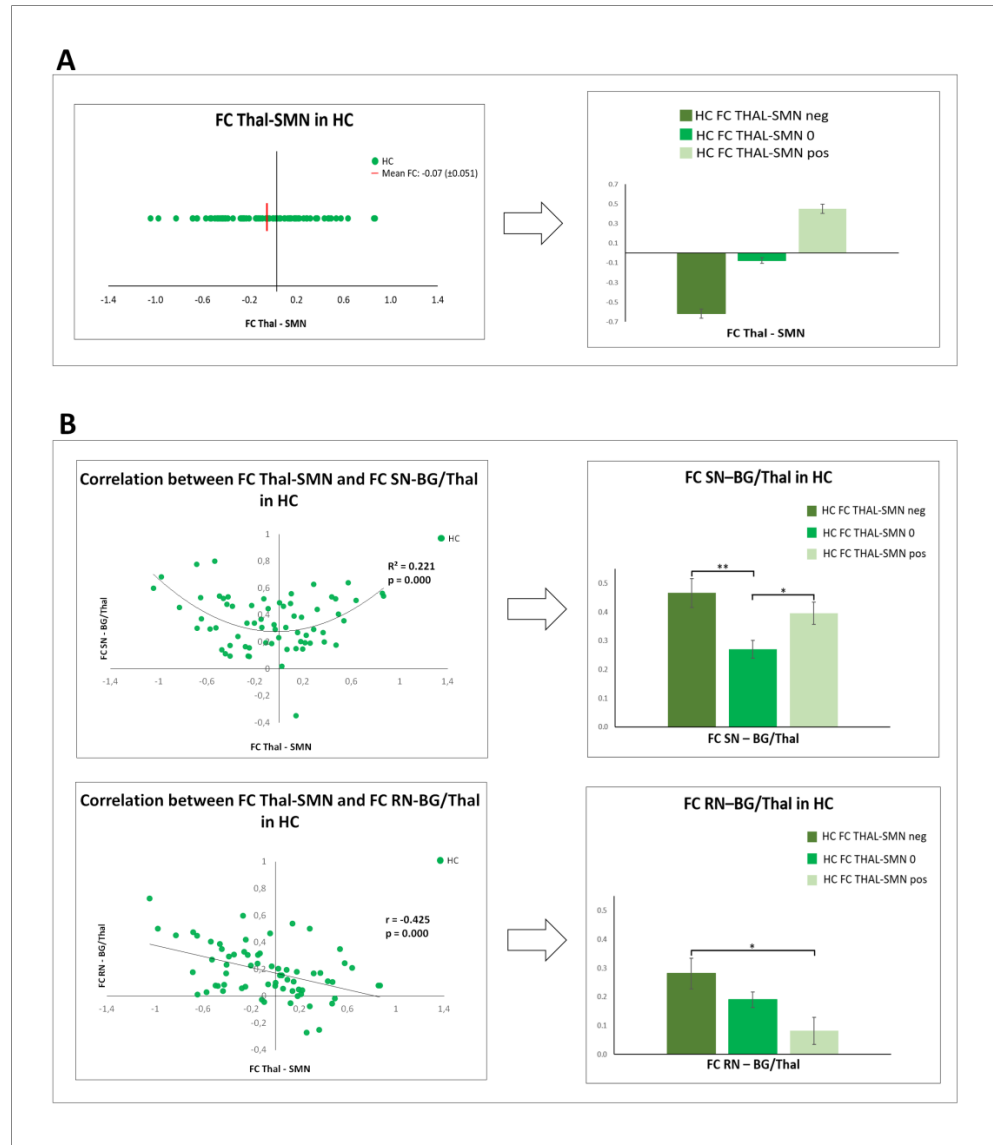 A
FC Thal-SMN in HC
HC
Mean FC: -0.07 (±0.051)
-1.4 -1.0 -0.6 -0.2 0.2 0.6 1.0 1.4
FC Thal - SMN
HC FC THAL-SMN neg
HC FC THAL-SMN 0
HC FC THAL-SMN pos
0.7
0.5
0.3
0.1
-0.1
-0.3
-0.5
-0.7
FC Thal - SMN
B
Correlation between FC Thal-SMN and FC SN-BG/Thal
in HC
HC
R² = 0.221
p = 0.000
FC SN - BG/Thal
1
0,8
0,6
0,4
0,2
0
-0,2
-0,4
-1,4 -1 -0,6 -0,2 0,2 0,6 1 1,4
FC Thal - SMN
FC SN–BG/Thal in HC
HC FC THAL-SMN neg
HC FC THAL-SMN 0
HC FC THAL-SMN pos
** *
0.5
0.4
0.3
0.2
0.1
0.0
FC SN – BG/Thal
Correlation between FC Thal-SMN and FC RN-BG/Thal
in HC
HC
r = -0.425
p = 0.000
FC RN - BG/Thal
1
0,8
0,6
0,4
0,2
0
-0,2
-0,4
-1,4 -1 -0,6 -0,2 0,2 0,6 1 1,4
FC Thal - SMN
FC RN–BG/Thal in HC
HC FC THAL-SMN neg
HC FC THAL-SMN 0
HC FC THAL-SMN pos
*
0.5
0.4
0.3
0.2
0.1
0.0
FC RN – BG/Thal